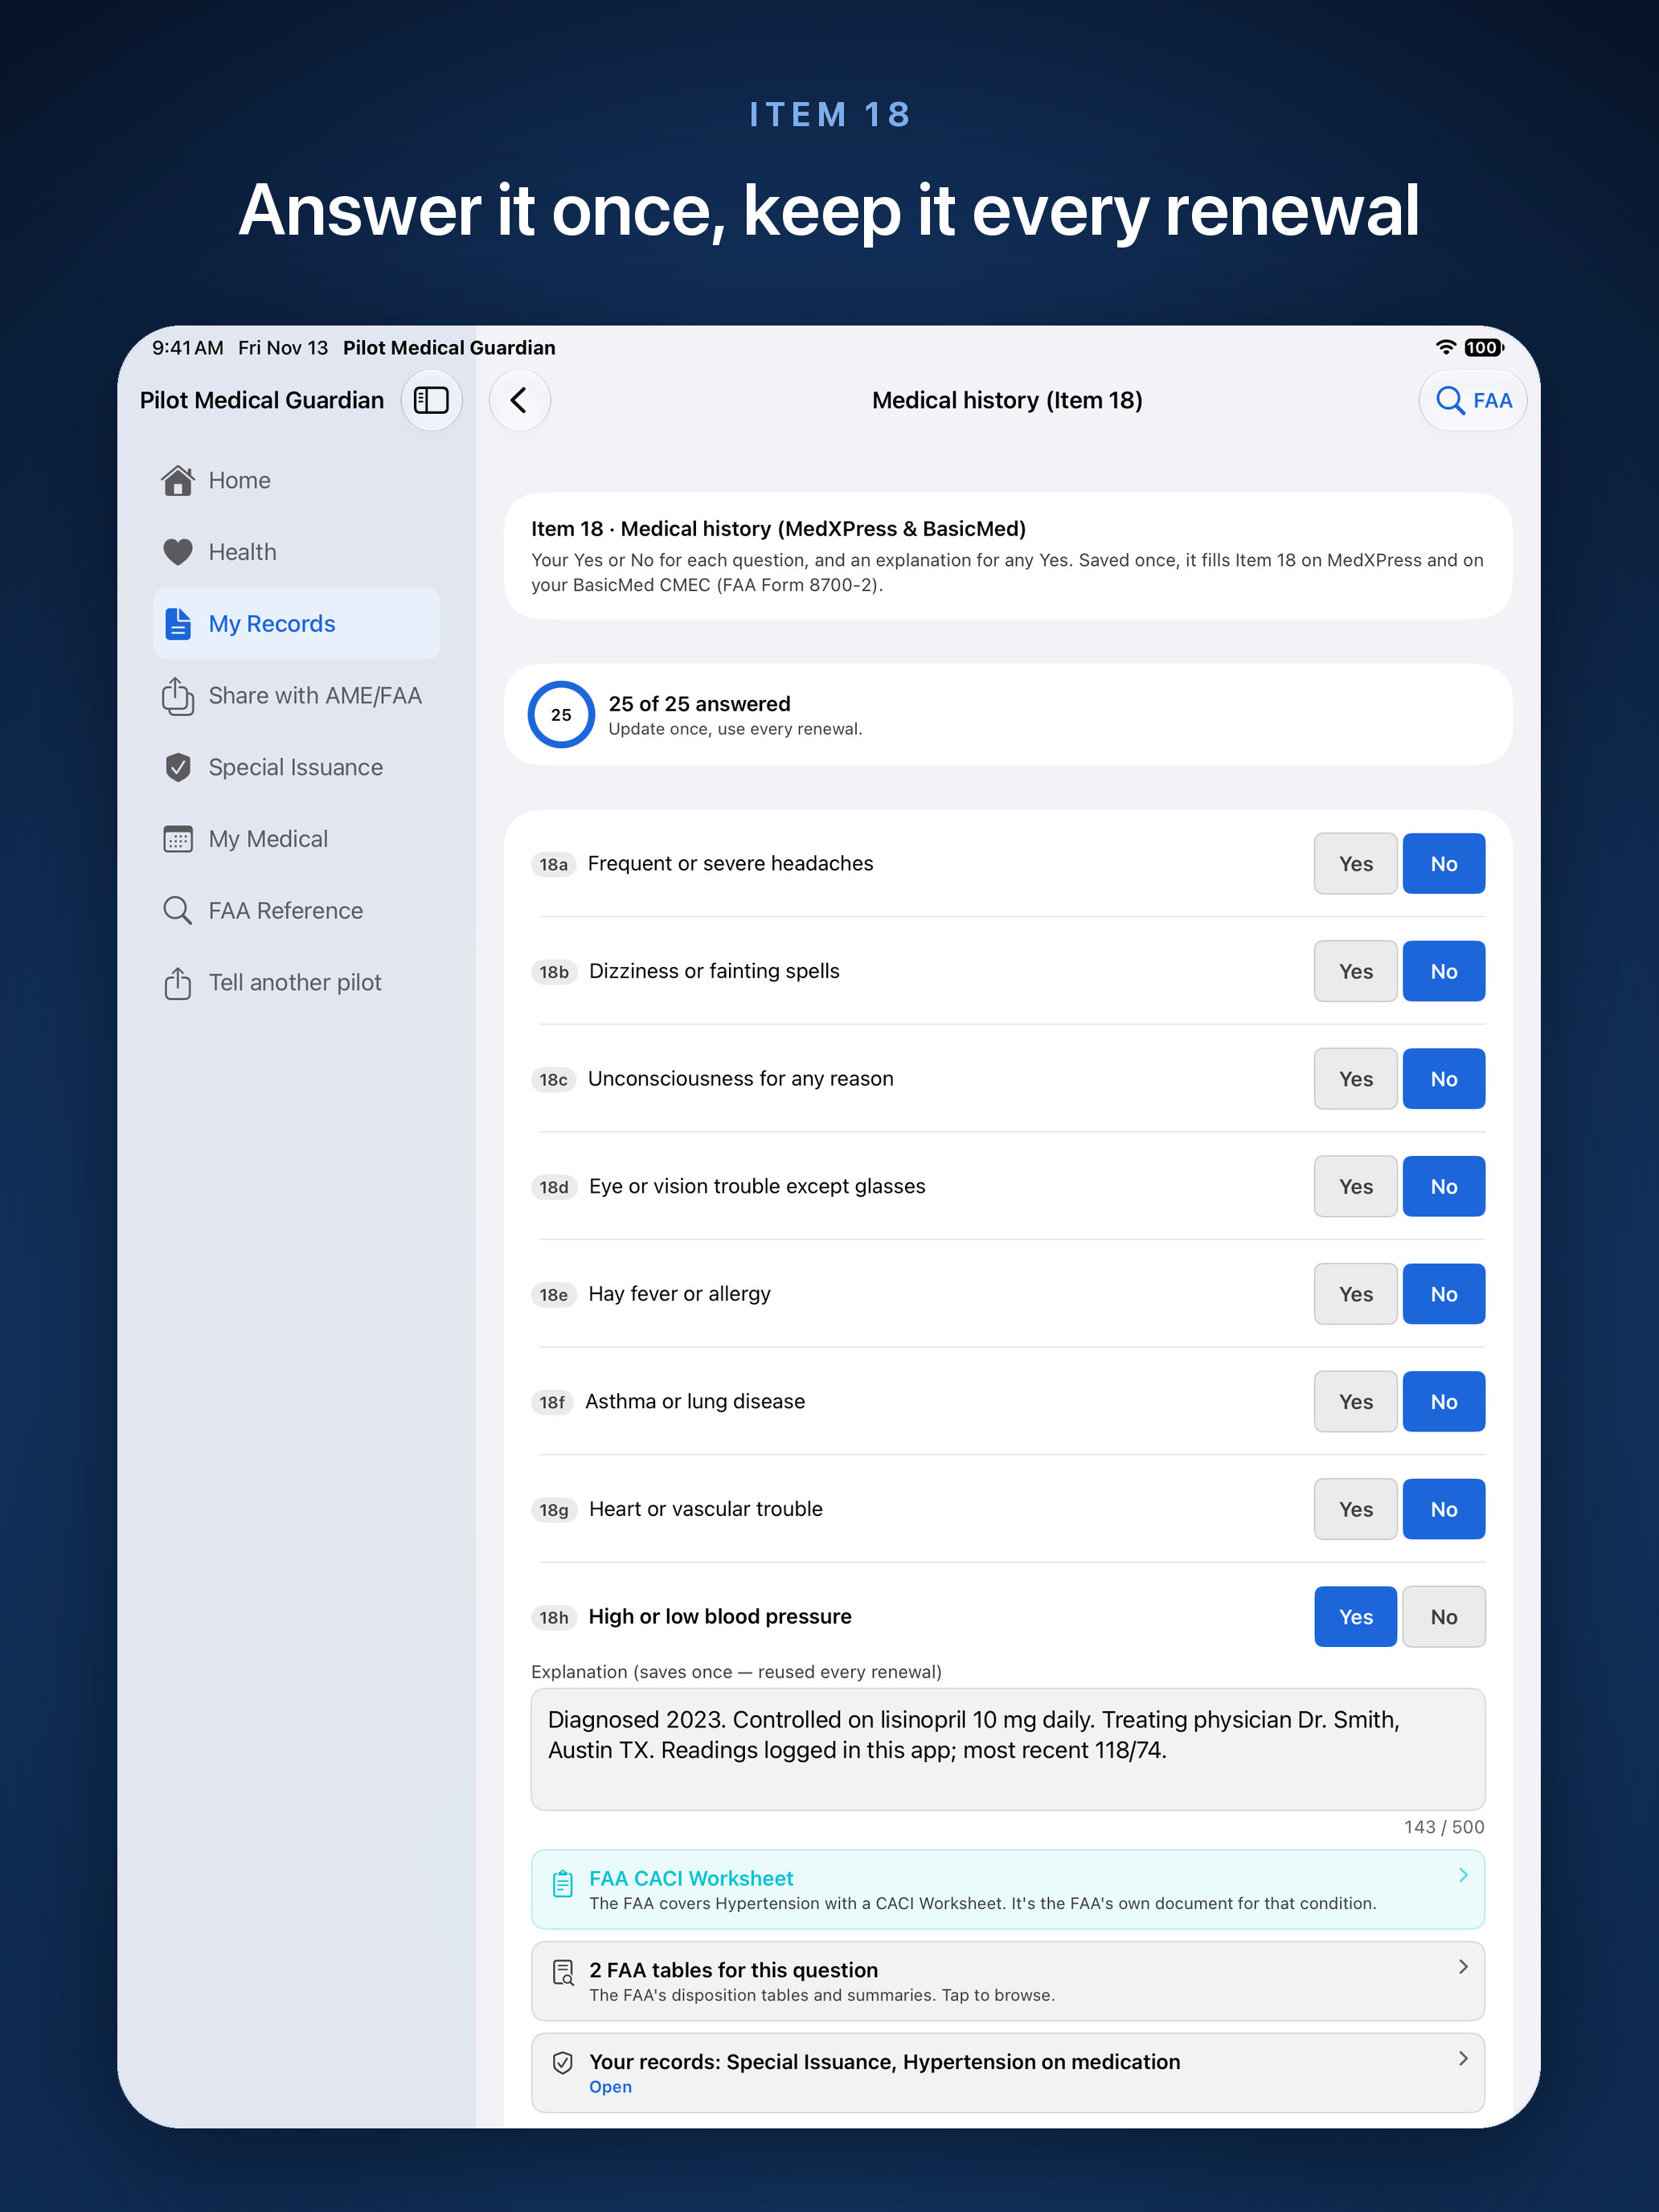 ITEM 18
Answer it once, keep it every renewal
9:41 AM Fri Nov 13 Pilot Medical Guardian
100
Pilot Medical Guardian
Medical history (Item 18)
FAA
Home
Health
My Records
Share with AME/FAA
Special Issuance
My Medical
FAA Reference
Tell another pilot
Item 18 · Medical history (MedXPress & BasicMed)
Your Yes or No for each question, and an explanation for any Yes. Saved once, it fills Item 18 on MedXPress and on
your BasicMed CMEC (FAA Form 8700-2).
25
25 of 25 answered
Update once, use every renewal.
18a Frequent or severe headaches Yes No
18b Dizziness or fainting spells Yes No
18c Unconsciousness for any reason Yes No
18d Eye or vision trouble except glasses Yes No
18e Hay fever or allergy Yes No
18f Asthma or lung disease Yes No
18g Heart or vascular trouble Yes No
18h High or low blood pressure Yes No
Explanation (saves once — reused every renewal)
Diagnosed 2023. Controlled on lisinopril 10 mg daily. Treating physician Dr. Smith,
Austin TX. Readings logged in this app; most recent 118/74.
143 / 500
FAA CACI Worksheet
The FAA covers Hypertension with a CACI Worksheet. It's the FAA's own document for that condition.
2 FAA tables for this question
The FAA's disposition tables and summaries. Tap to browse.
Your records: Special Issuance, Hypertension on medication
Open